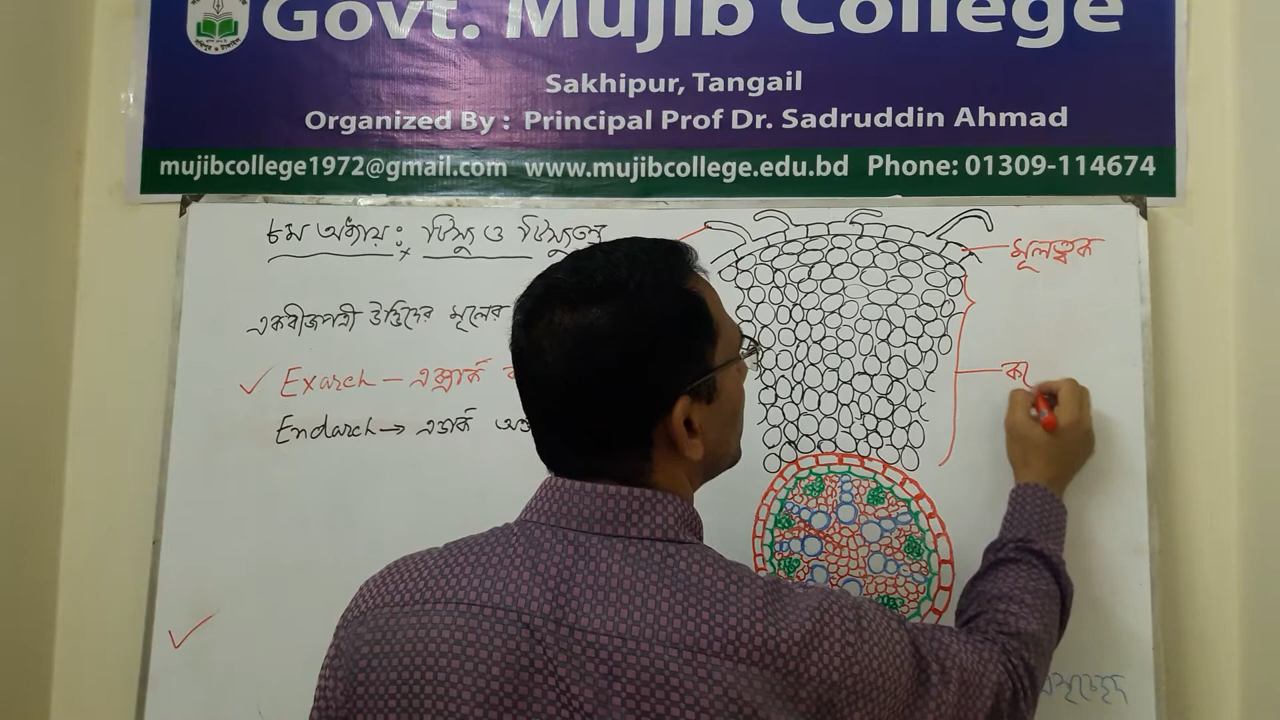 Govt. Mujib College
Sakhipur, Tangail
Organized By : Principal Prof Dr. Sadruddin Ahmad
mujibcollege1972@gmail.com www.mujibcollege.edu.bd Phone: 01309-114674
৮ম অধ্যায়: টিস্যু ও টিস্যুতন্ত্র
মূলত্বক
একবীজপত্রী উদ্ভিদের মূলের
Exarch – এক্সার্ক
ক
Endarch → এন্ডার্ক